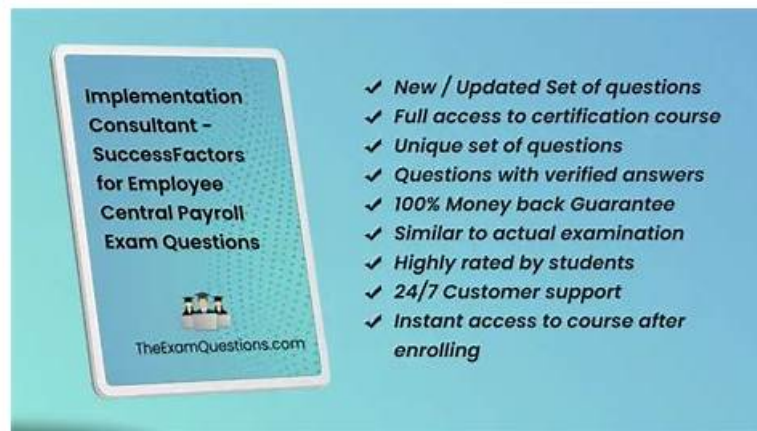 Implementation
Consultant -
SuccessFactors
for Employee
Central Payroll
Exam Questions
TheExamQuestions.com
✓ New / Updated Set of questions
✓ Full access to certification course
✓ Unique set of questions
✓ Questions with verified answers
✓ 100% Money back Guarantee
✓ Similar to actual examination
✓ Highly rated by students
✓ 24/7 Customer support
✓ Instant access to course after
enrolling